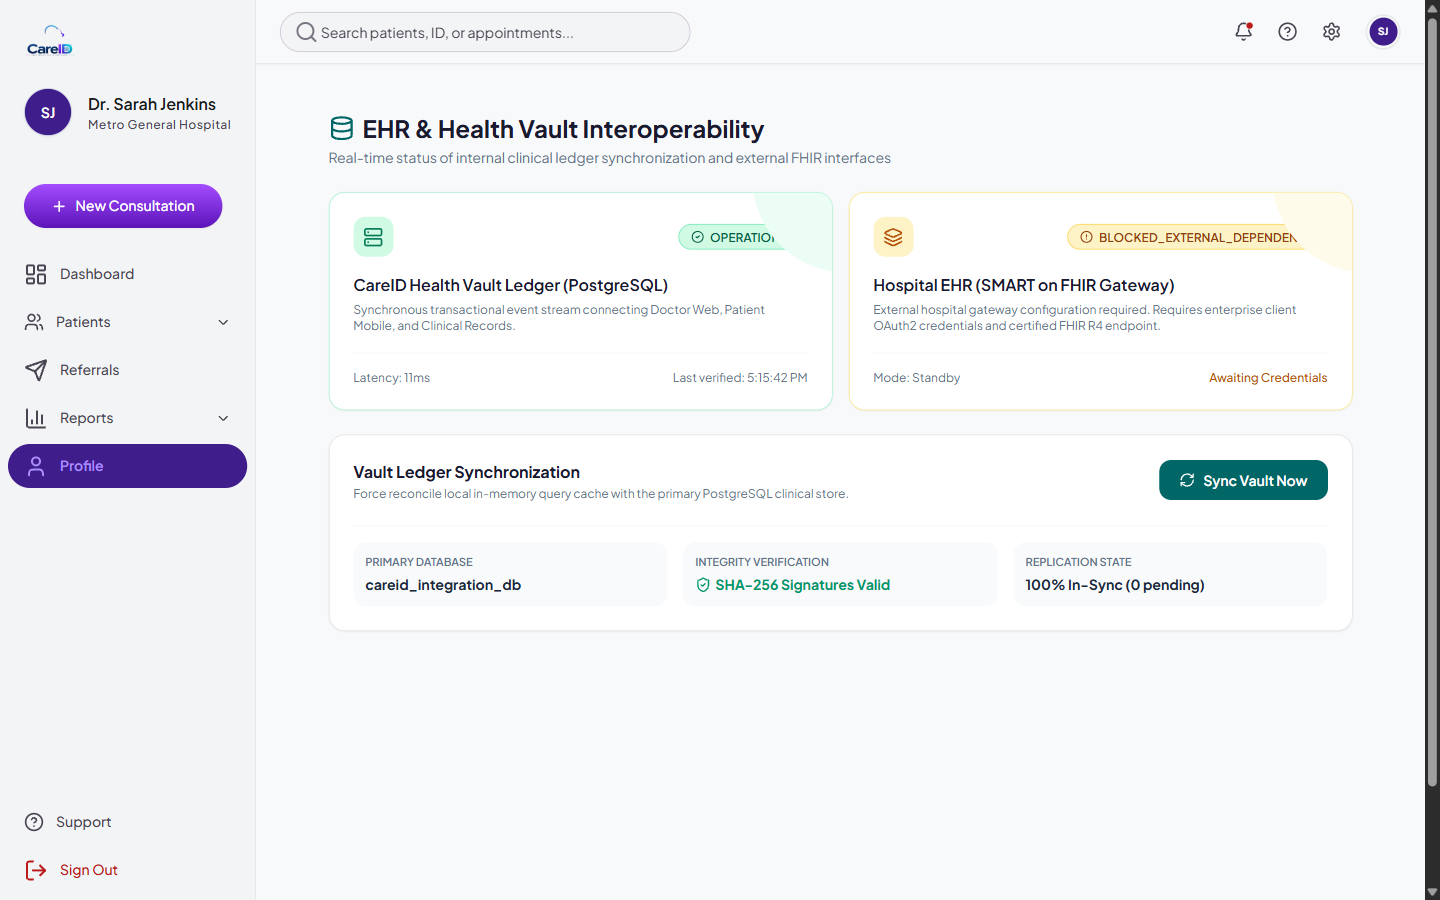 CareID
SJ
Dr. Sarah Jenkins
Metro General Hospital
+ New Consultation
Dashboard
Patients
Referrals
Reports
Profile
Support
Sign Out
Search patients, ID, or appointments...
SJ
EHR & Health Vault Interoperability
Real-time status of internal clinical ledger synchronization and external FHIR interfaces
OPERATIO
CareID Health Vault Ledger (PostgreSQL)
Synchronous transactional event stream connecting Doctor Web, Patient
Mobile, and Clinical Records.
Latency: 11ms
Last verified: 5:15:42 PM
BLOCKED_EXTERNAL_DEPENDEN
Hospital EHR (SMART on FHIR Gateway)
External hospital gateway configuration required. Requires enterprise client
OAuth2 credentials and certified FHIR R4 endpoint.
Mode: Standby
Awaiting Credentials
Vault Ledger Synchronization
Force reconcile local in-memory query cache with the primary PostgreSQL clinical store.
Sync Vault Now
PRIMARY DATABASE
careid_integration_db
INTEGRITY VERIFICATION
SHA-256 Signatures Valid
REPLICATION STATE
100% In-Sync (0 pending)